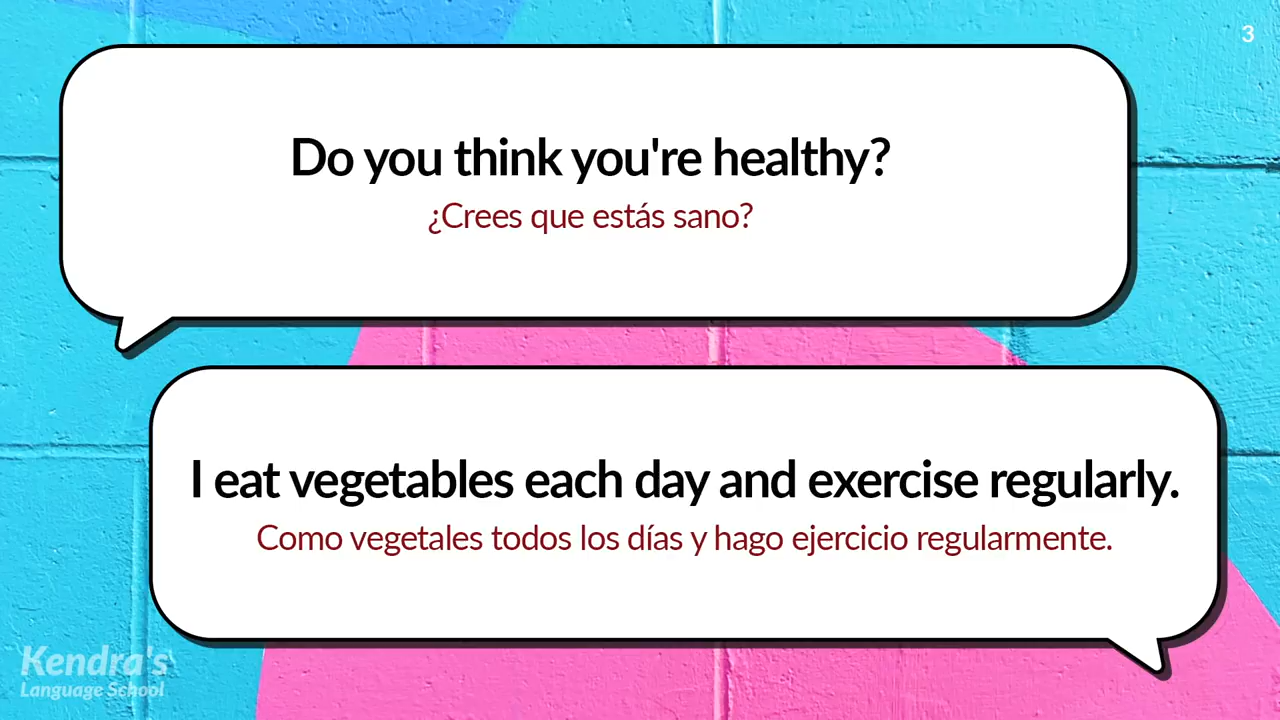 3
Do you think you're healthy?
¿Crees que estás sano?
I eat vegetables each day and exercise regularly.
Como vegetales todos los días y hago ejercicio regularmente.
Kendra's
Language School